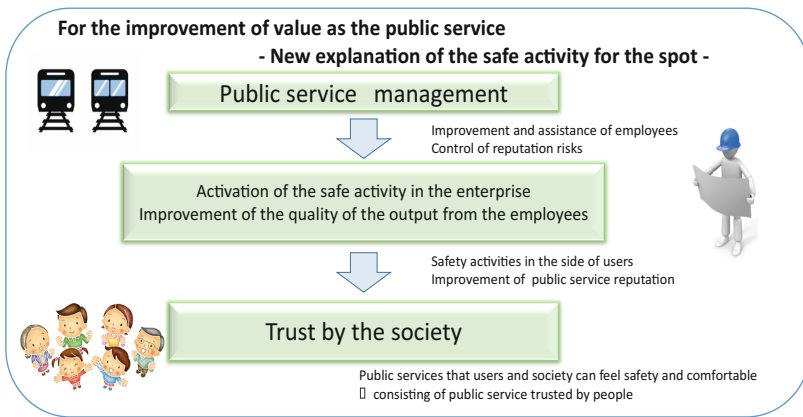 For the improvement of value as the public service
- New explanation of the safe activity for the spot -
Public service management
Improvement and assistance of employees
Control of reputation risks
Activation of the safe activity in the enterprise
Improvement of the quality of the output from the employees
Safety activities in the side of users
Improvement of public service reputation
Trust by the society
Public services that users and society can feel safety and comfortable
▯ consisting of public service trusted by people